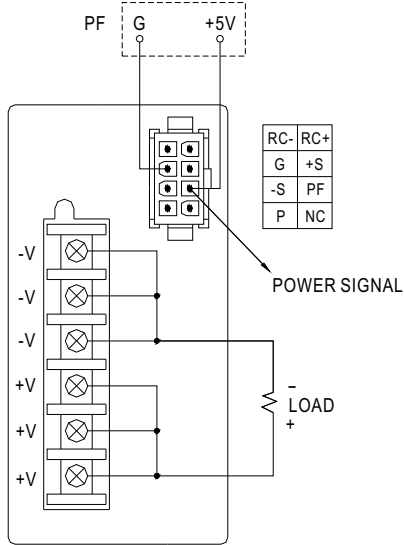 PF G +5V
RC- RC+
G +S
-S PF
P NC
POWER SIGNAL
-V
-V
-V
+V
+V
+V
-
LOAD
+